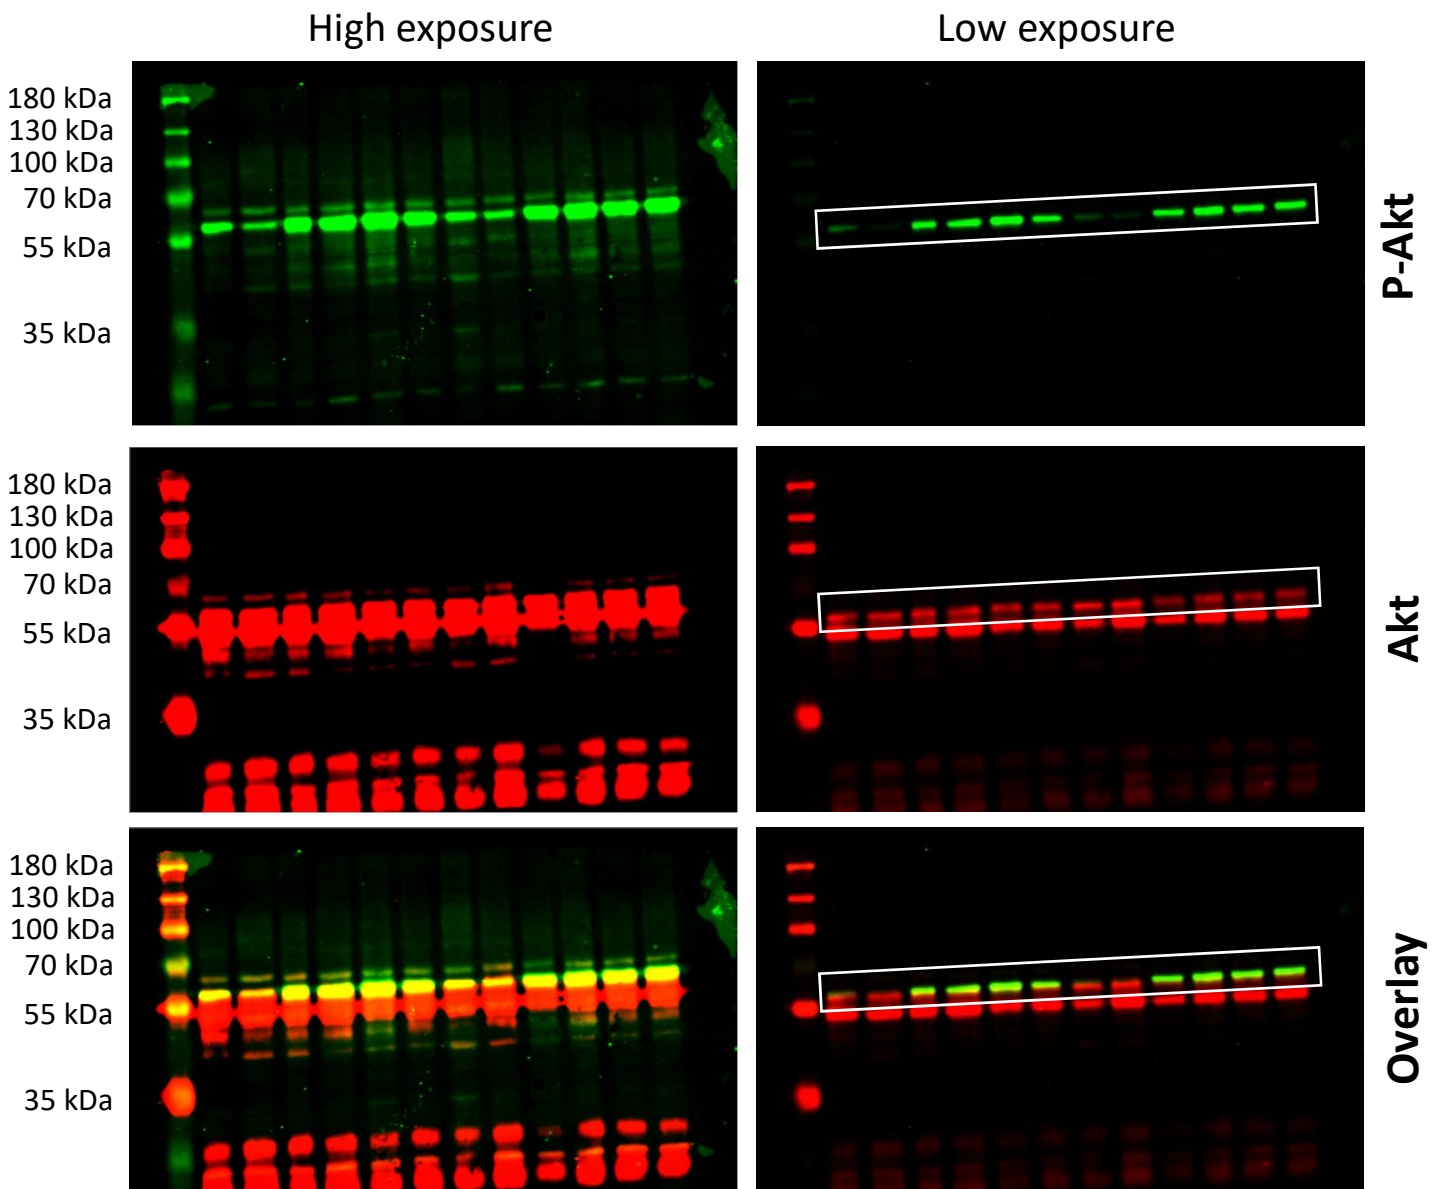 High exposure
Low exposure
180 kDa
130 kDa
100 kDa
70 kDa
55 kDa
35 kDa
P-Akt
180 kDa
130 kDa
100 kDa
70 kDa
55 kDa
35 kDa
Akt
180 kDa
130 kDa
100 kDa
70 kDa
55 kDa
35 kDa
Overlay